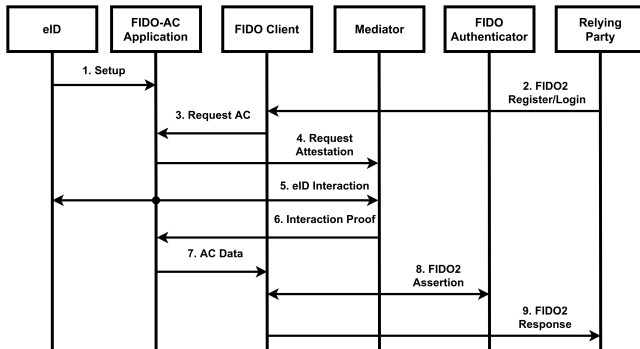 eID
FIDO-AC
Application
FIDO Client
Mediator
FIDO
Authenticator
Relying
Party
1. Setup
2. FIDO2
Register/Login
3. Request AC
4. Request
Attestation
5. eID Interaction
6. Interaction Proof
7. AC Data
8. FIDO2
Assertion
9. FIDO2
Response